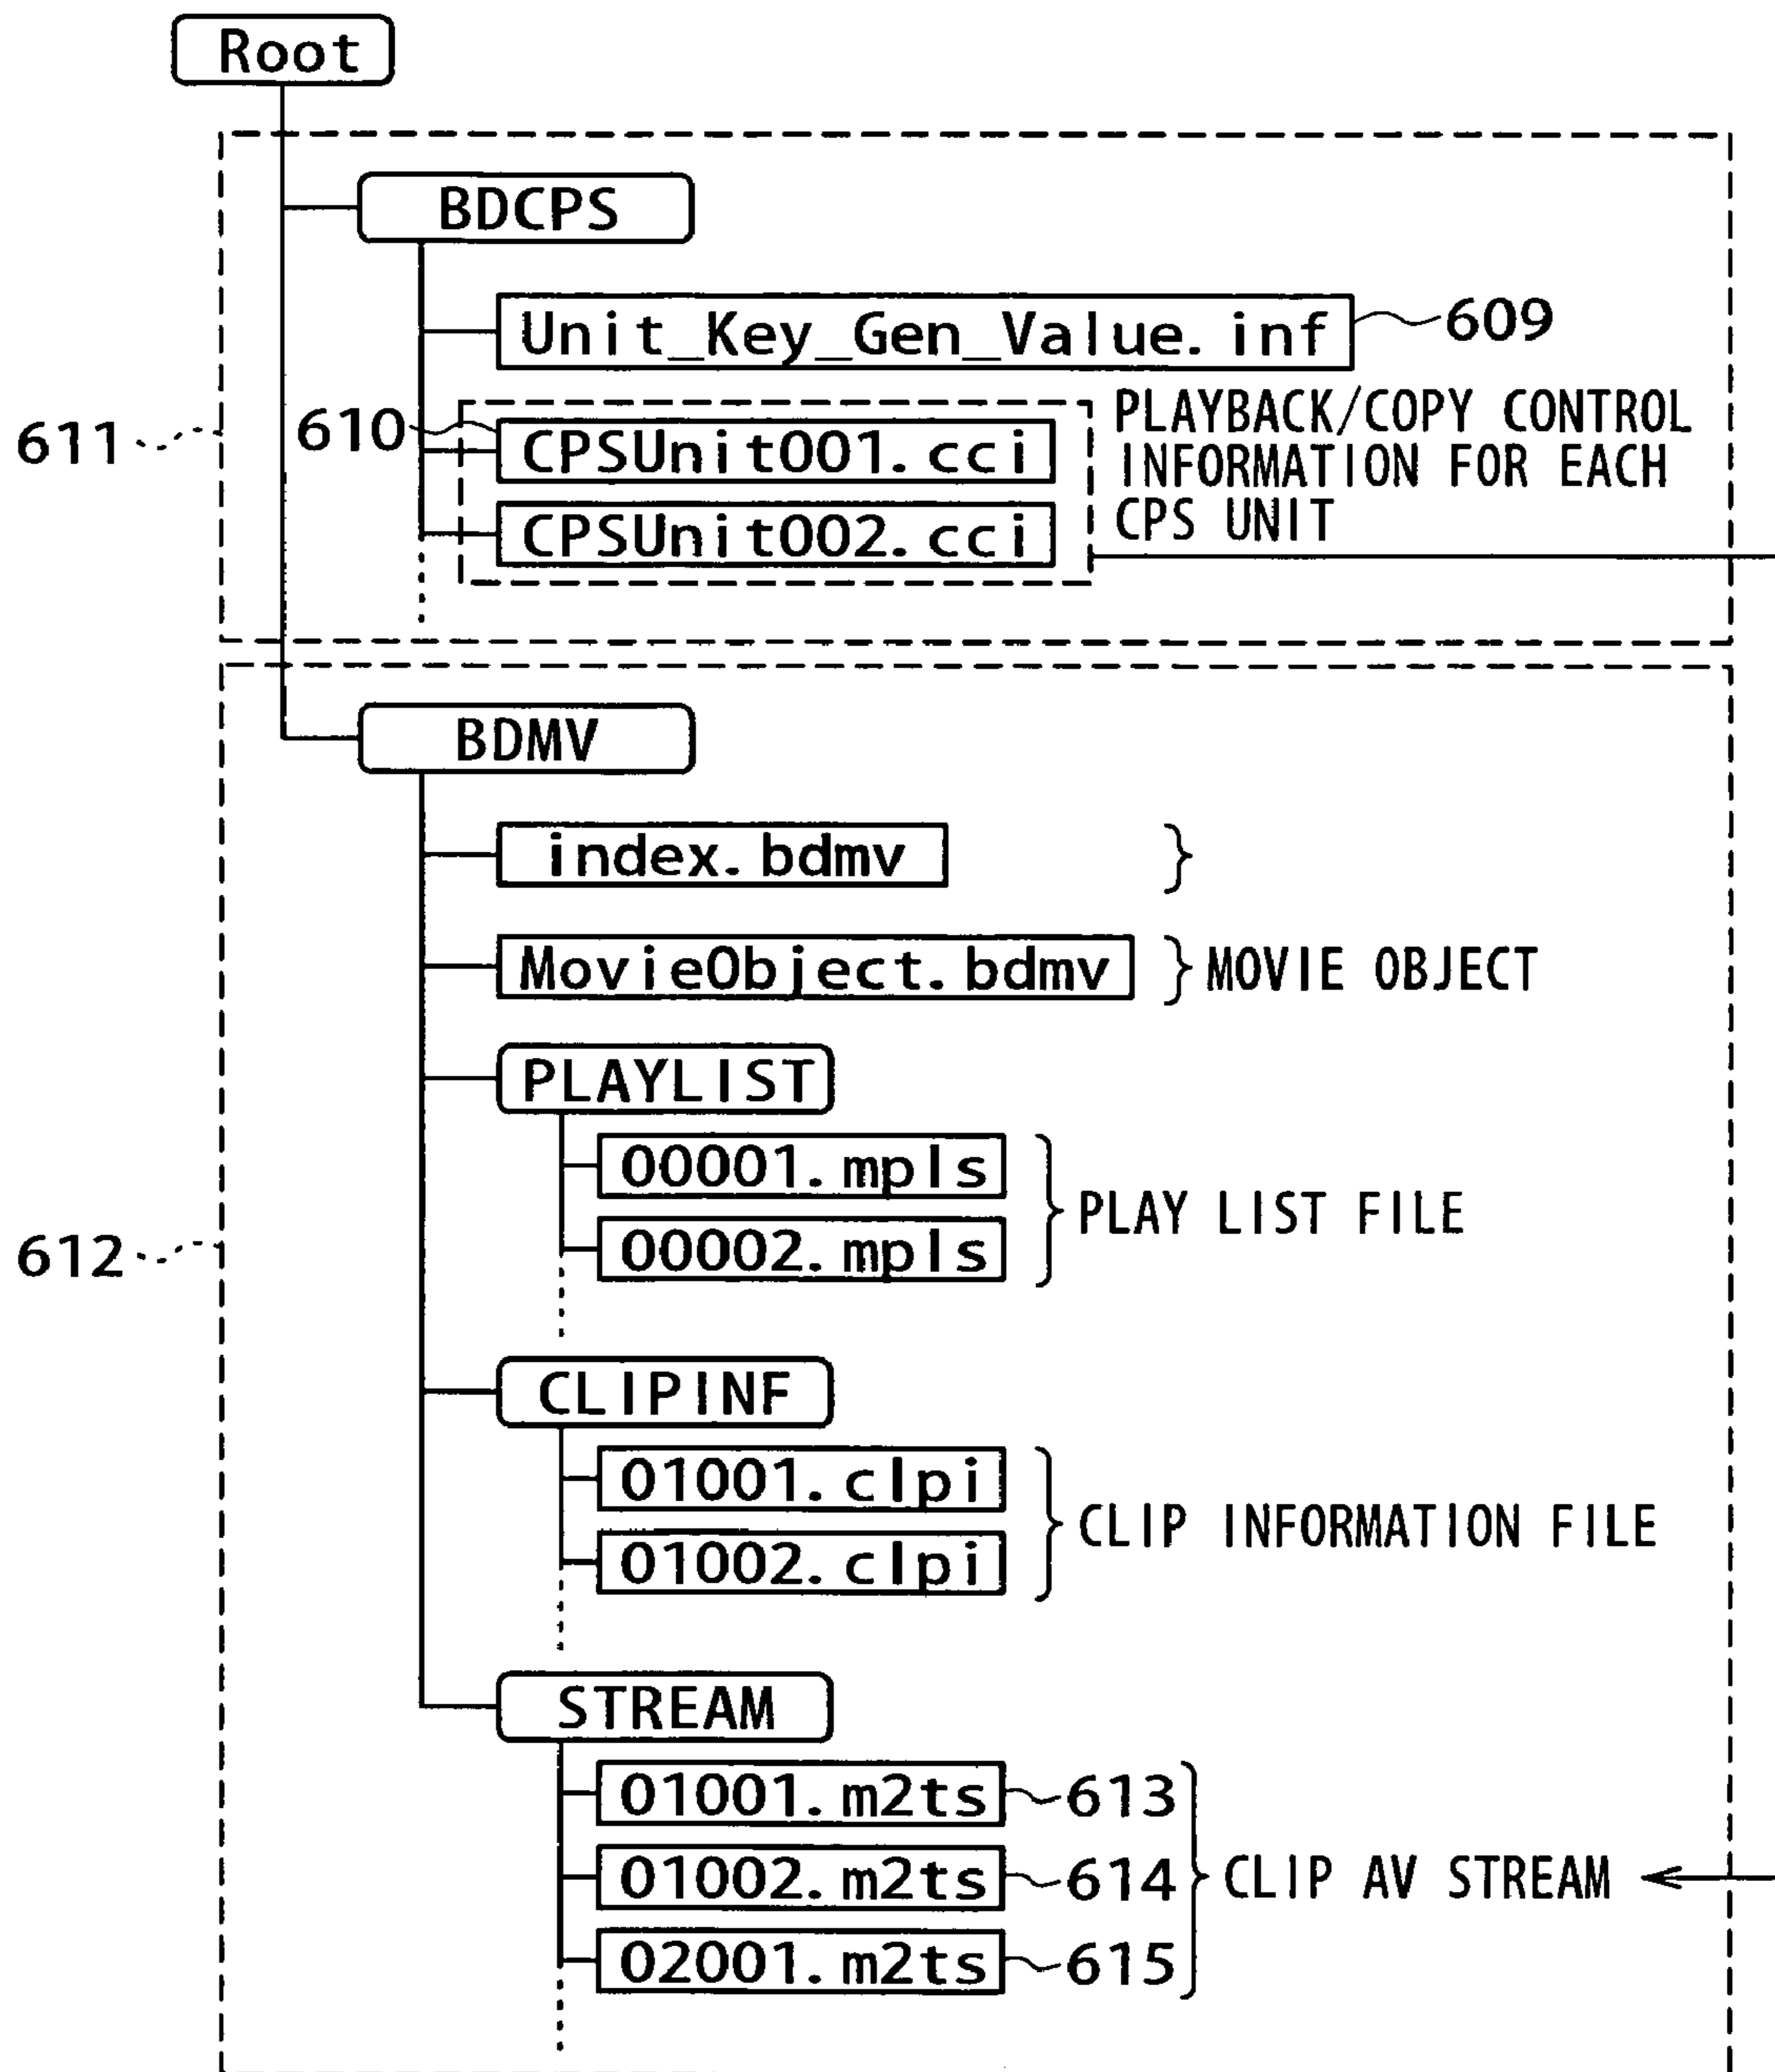 Root
BDCPS
Unit_Key_Gen_Value.inf
609
611
610
CPSUnit001.cci
CPSUnit002.cci
PLAYBACK/COPY CONTROL
INFORMATION FOR EACH
CPS UNIT
BDMV
index.bdmv
MovieObject.bdmv
MOVIE OBJECT
PLAYLIST
00001.mpls
00002.mpls
PLAY LIST FILE
612
CLIPINF
01001.clpi
01002.clpi
CLIP INFORMATION FILE
STREAM
01001.m2ts
613
01002.m2ts
614
02001.m2ts
615
CLIP AV STREAM